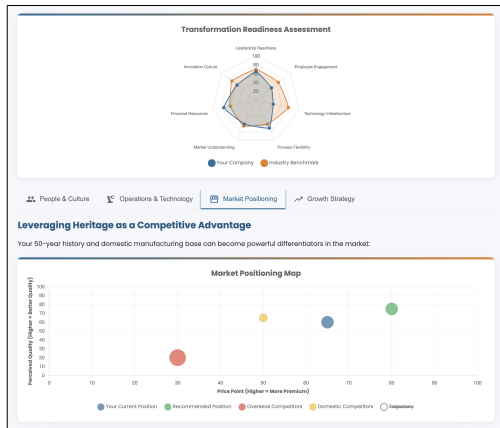 Transformation Readiness Assessment
Leadership Readiness
100
80
60
40
20
Innovation Culture
Employee Engagement
Financial Resources
Technology Infrastructure
Market Understanding
Process Flexibility
Your Company
Industry Benchmark
People & Culture
Operations & Technology
Market Positioning
Growth Strategy
Leveraging Heritage as a Competitive Advantage
Your 50-year history and domestic manufacturing base can become powerful differentiators in the market:
Market Positioning Map
Perceived Quality (Higher = Better Quality)
100
90
80
70
60
50
40
30
20
10
0
0 10 20 30 40 50 60 70 80 90 100
Price Point (Higher = More Premium)
Your Current Position
Recommended Position
Overseas Competitors
Domestic Competitors
Trajectory